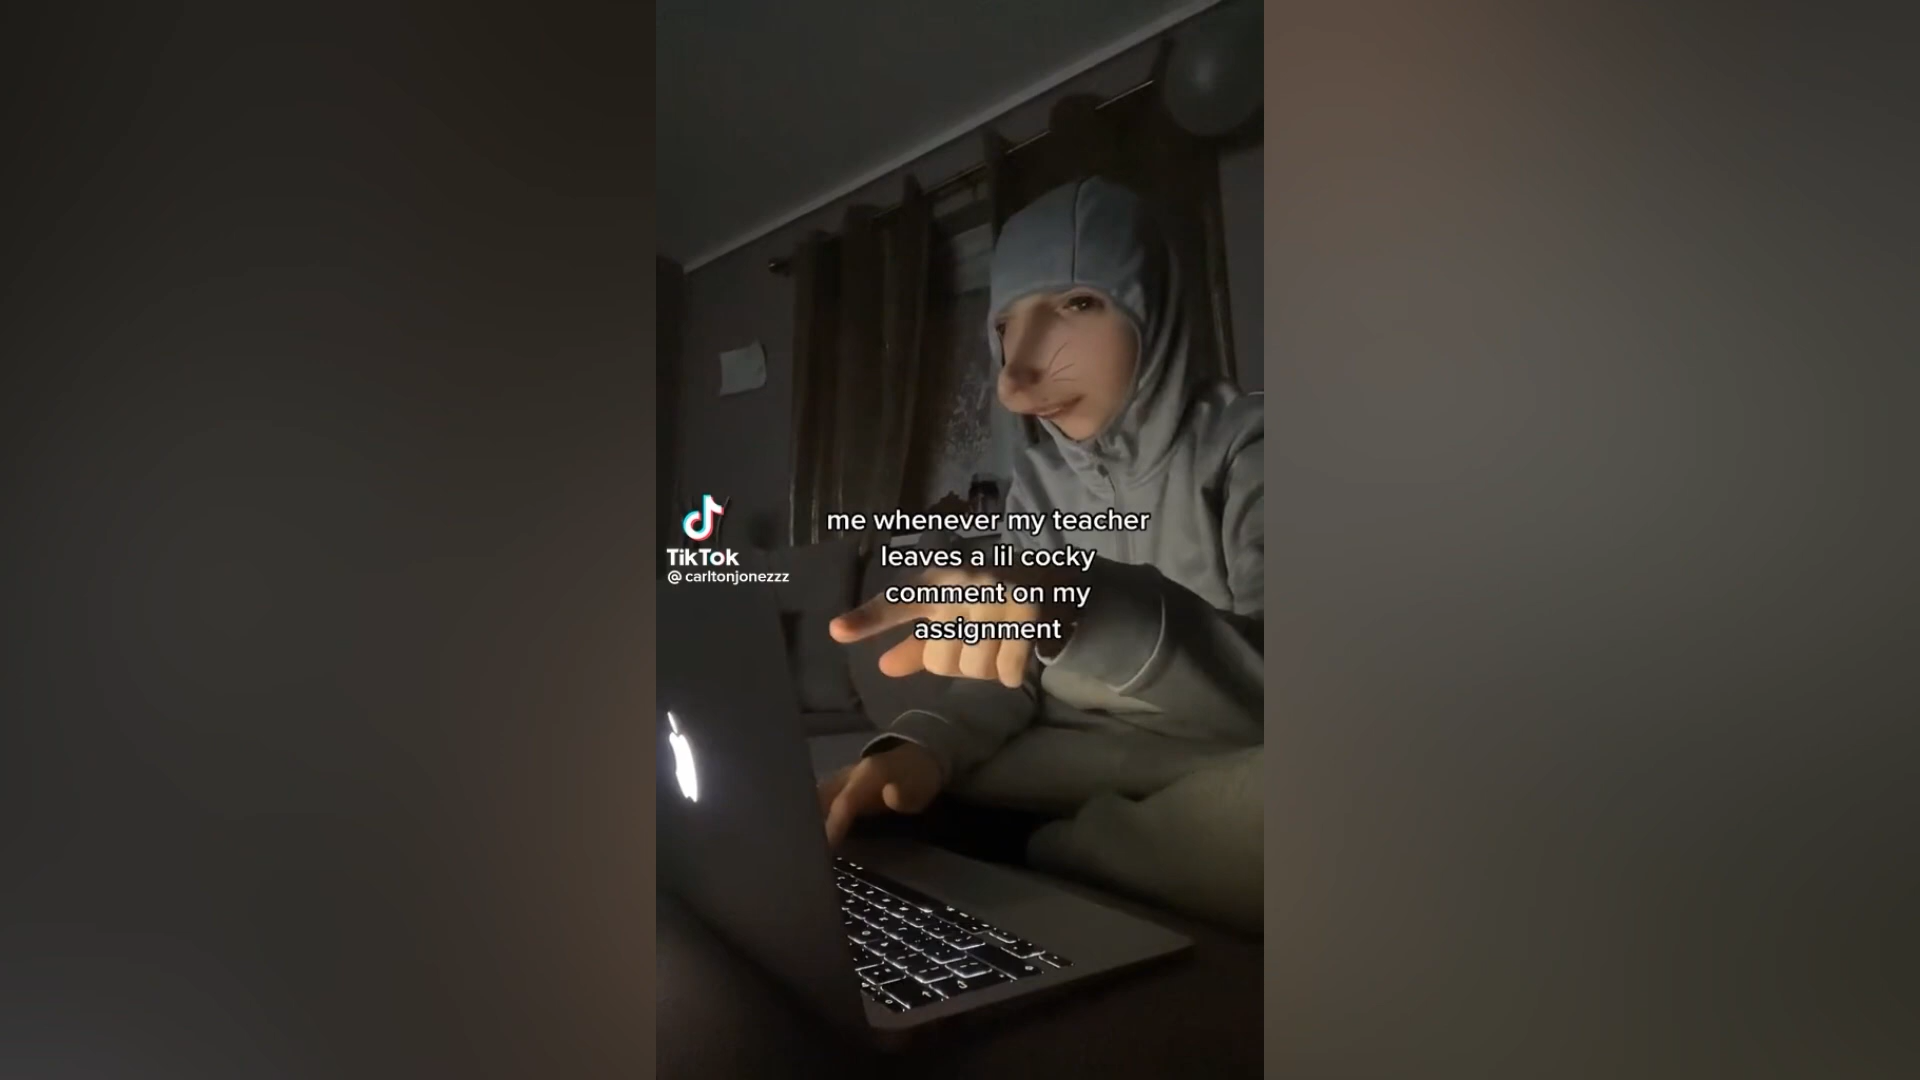 me whenever my teacher
leaves a lil cocky
comment on my
assignment
TikTok
@carltonjonezzz